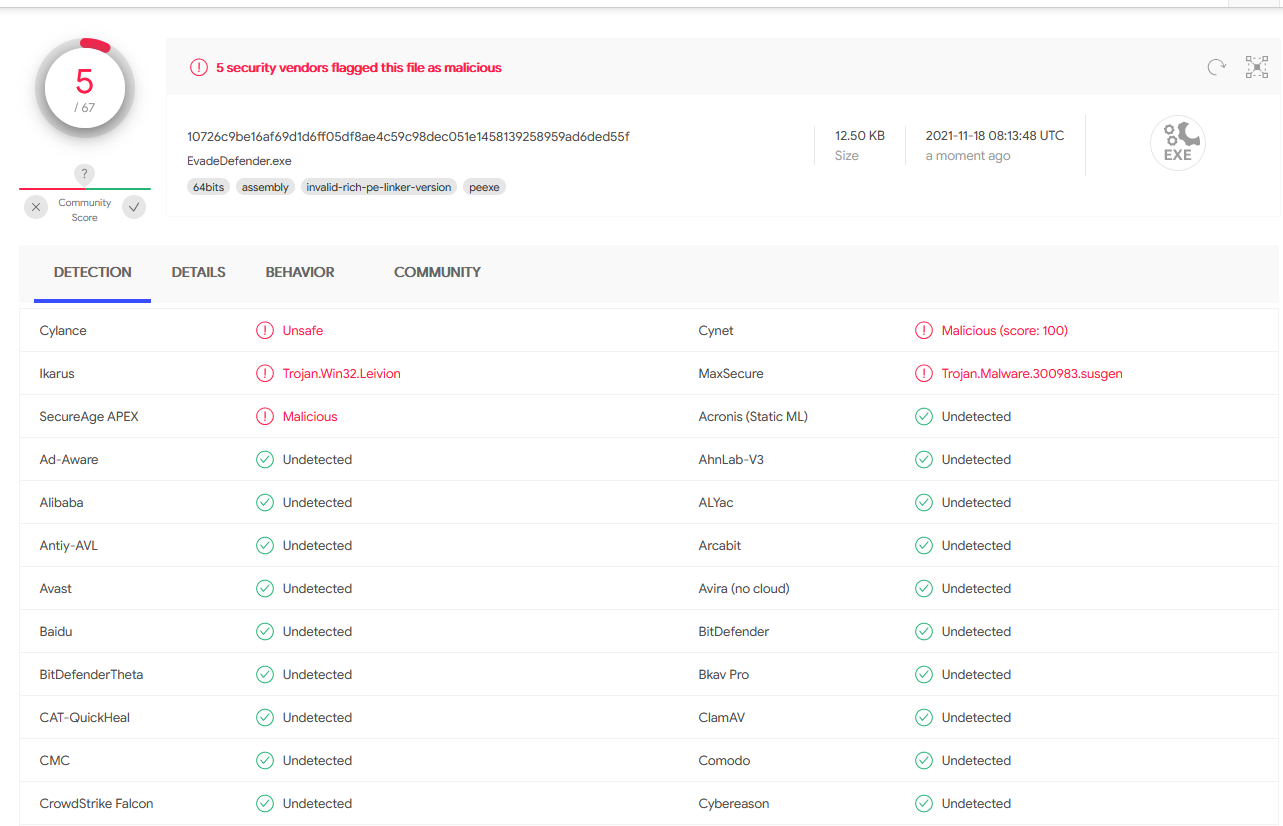 5
/ 67
5 security vendors flagged this file as malicious
10726c9be16af69d1d6ff05df8ae4c59c98dec051e1458139258959ad6ded55f
EvadeDefender.exe
64bits assembly invalid-rich-pe-linker-version peexe
12.50 KB
Size
2021-11-18 08:13:48 UTC
a moment ago
EXE
?
Community
Score
DETECTION DETAILS BEHAVIOR COMMUNITY
Cylance Unsafe Cynet Malicious (score: 100)
Ikarus Trojan.Win32.Leivion MaxSecure Trojan.Malware.300983.susgen
SecureAge APEX Malicious Acronis (Static ML) Undetected
Ad-Aware Undetected AhnLab-V3 Undetected
Alibaba Undetected ALYac Undetected
Antiy-AVL Undetected Arcabit Undetected
Avast Undetected Avira (no cloud) Undetected
Baidu Undetected BitDefender Undetected
BitDefenderTheta Undetected Bkav Pro Undetected
CAT-QuickHeal Undetected ClamAV Undetected
CMC Undetected Comodo Undetected
CrowdStrike Falcon Undetected Cybereason Undetected